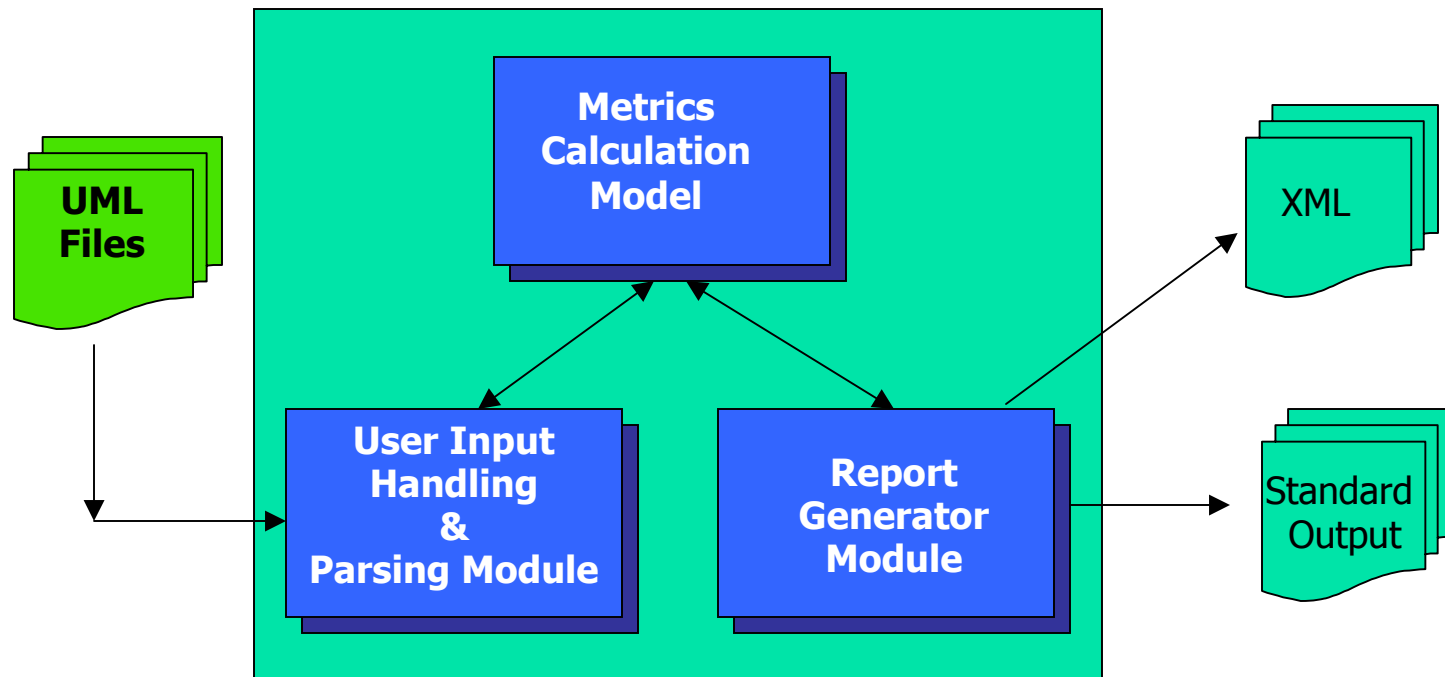 Metrics
Calculation
Model
UML
Files
XML
User Input
Handling
&
Parsing Module
Report
Generator
Module
Standard
Output